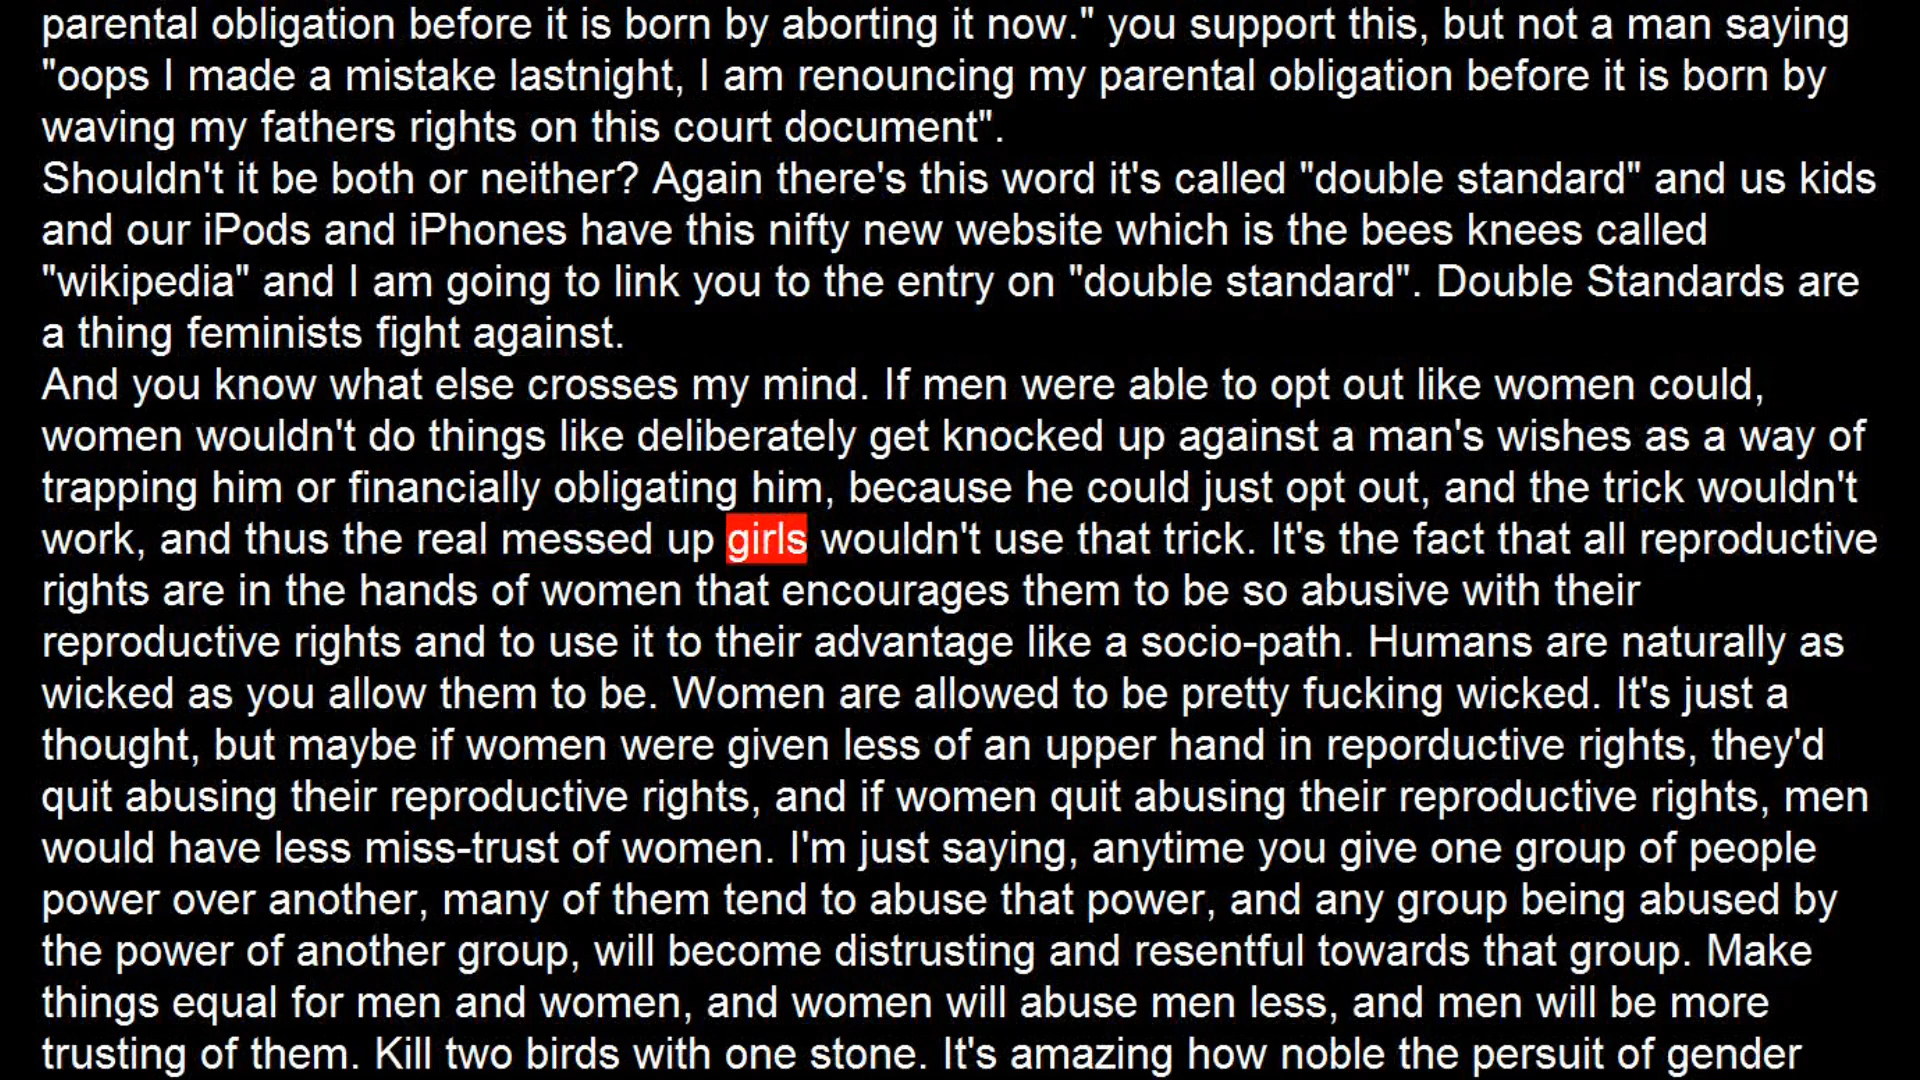 parental obligation before it is born by aborting it now." you support this, but not a man saying
"oops I made a mistake lastnight, I am renouncing my parental obligation before it is born by
waving my fathers rights on this court document".
Shouldn't it be both or neither? Again there's this word it's called "double standard" and us kids
and our iPods and iPhones have this nifty new website which is the bees knees called
"wikipedia" and I am going to link you to the entry on "double standard". Double Standards are
a thing feminists fight against.
And you know what else crosses my mind. If men were able to opt out like women could,
women wouldn't do things like deliberately get knocked up against a man's wishes as a way of
trapping him or financially obligating him, because he could just opt out, and the trick wouldn't
work, and thus the real messed up girls wouldn't use that trick. It's the fact that all reproductive
rights are in the hands of women that encourages them to be so abusive with their
reproductive rights and to use it to their advantage like a socio-path. Humans are naturally as
wicked as you allow them to be. Women are allowed to be pretty fucking wicked. It's just a
thought, but maybe if women were given less of an upper hand in reporductive rights, they'd
quit abusing their reproductive rights, and if women quit abusing their reproductive rights, men
would have less miss-trust of women. I'm just saying, anytime you give one group of people
power over another, many of them tend to abuse that power, and any group being abused by
the power of another group, will become distrusting and resentful towards that group. Make
things equal for men and women, and women will abuse men less, and men will be more
trusting of them. Kill two birds with one stone. It's amazing how noble the persuit of gender